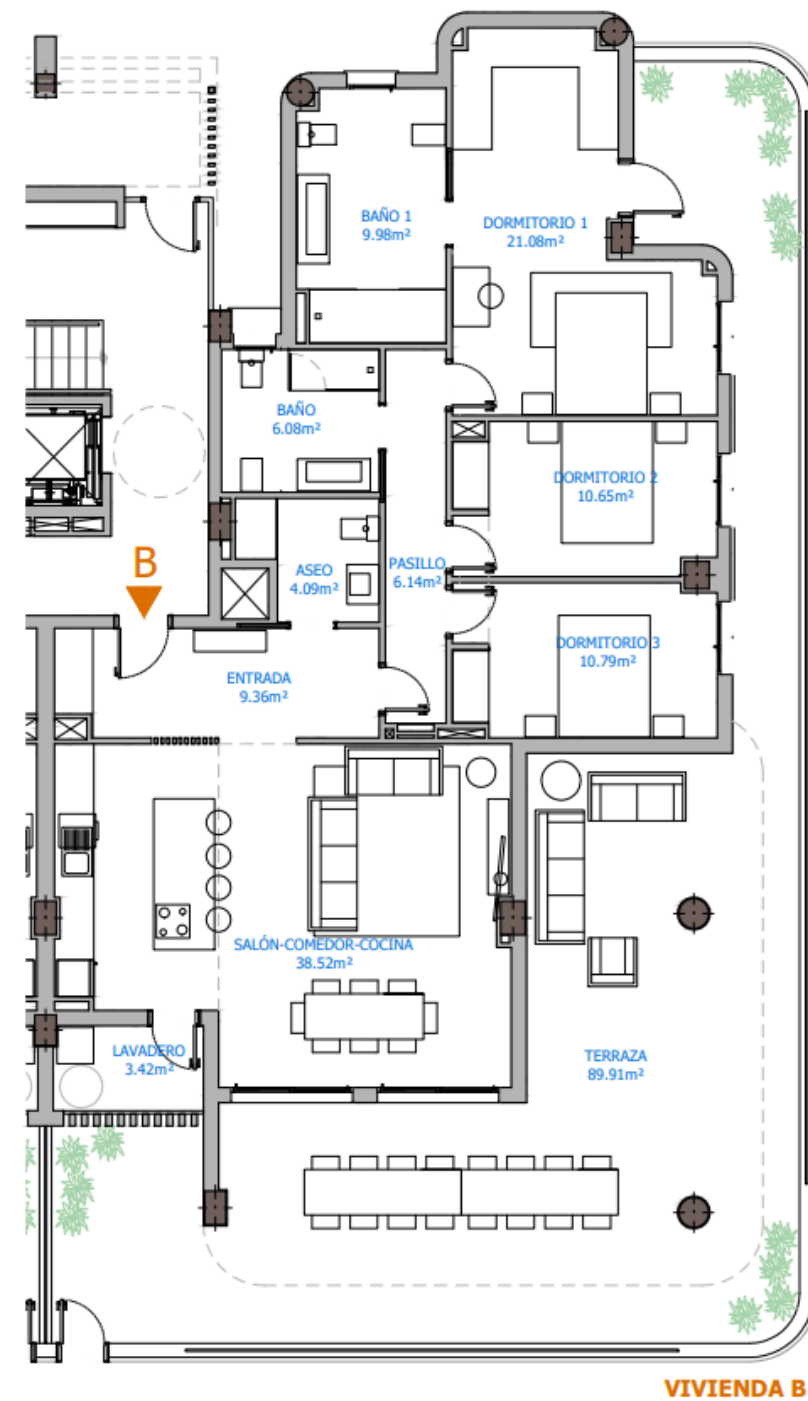 BAÑO 1
9.98m²
DORMITORIO 1
21.08m²
BAÑO
6.08m²
DORMITORIO 2
10.65m²
B
ASEO
4.09m²
PASILLO
6.14m²
DORMITORIO 3
10.79m²
ENTRADA
9.36m²
SALÓN-COMEDOR-COCINA
38.52m²
LAVADERO
3.42m²
TERRAZA
89.91m²
VIVIENDA B